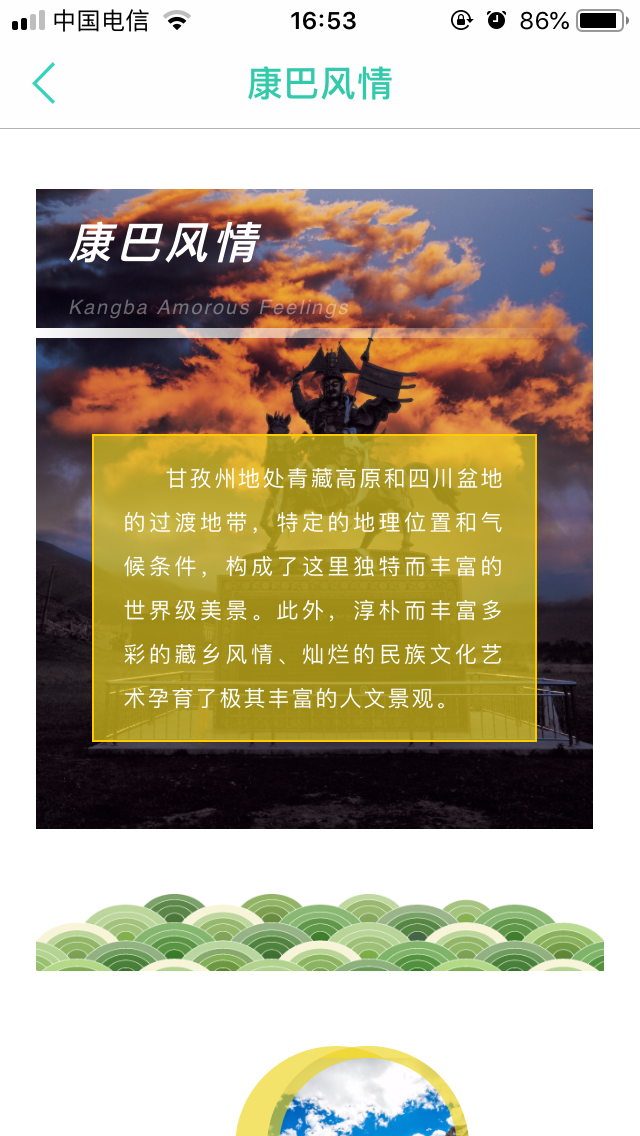 中国电信 16:53 86%
康巴风情
康巴风情
Kangba Amorous Feelings
甘孜州地处青藏高原和四川盆地
的过渡地带，特定的地理位置和气
候条件，构成了这里独特而丰富的
世界级美景。此外，淳朴而丰富多
彩的藏乡风情、灿烂的民族文化艺
术孕育了极其丰富的人文景观。